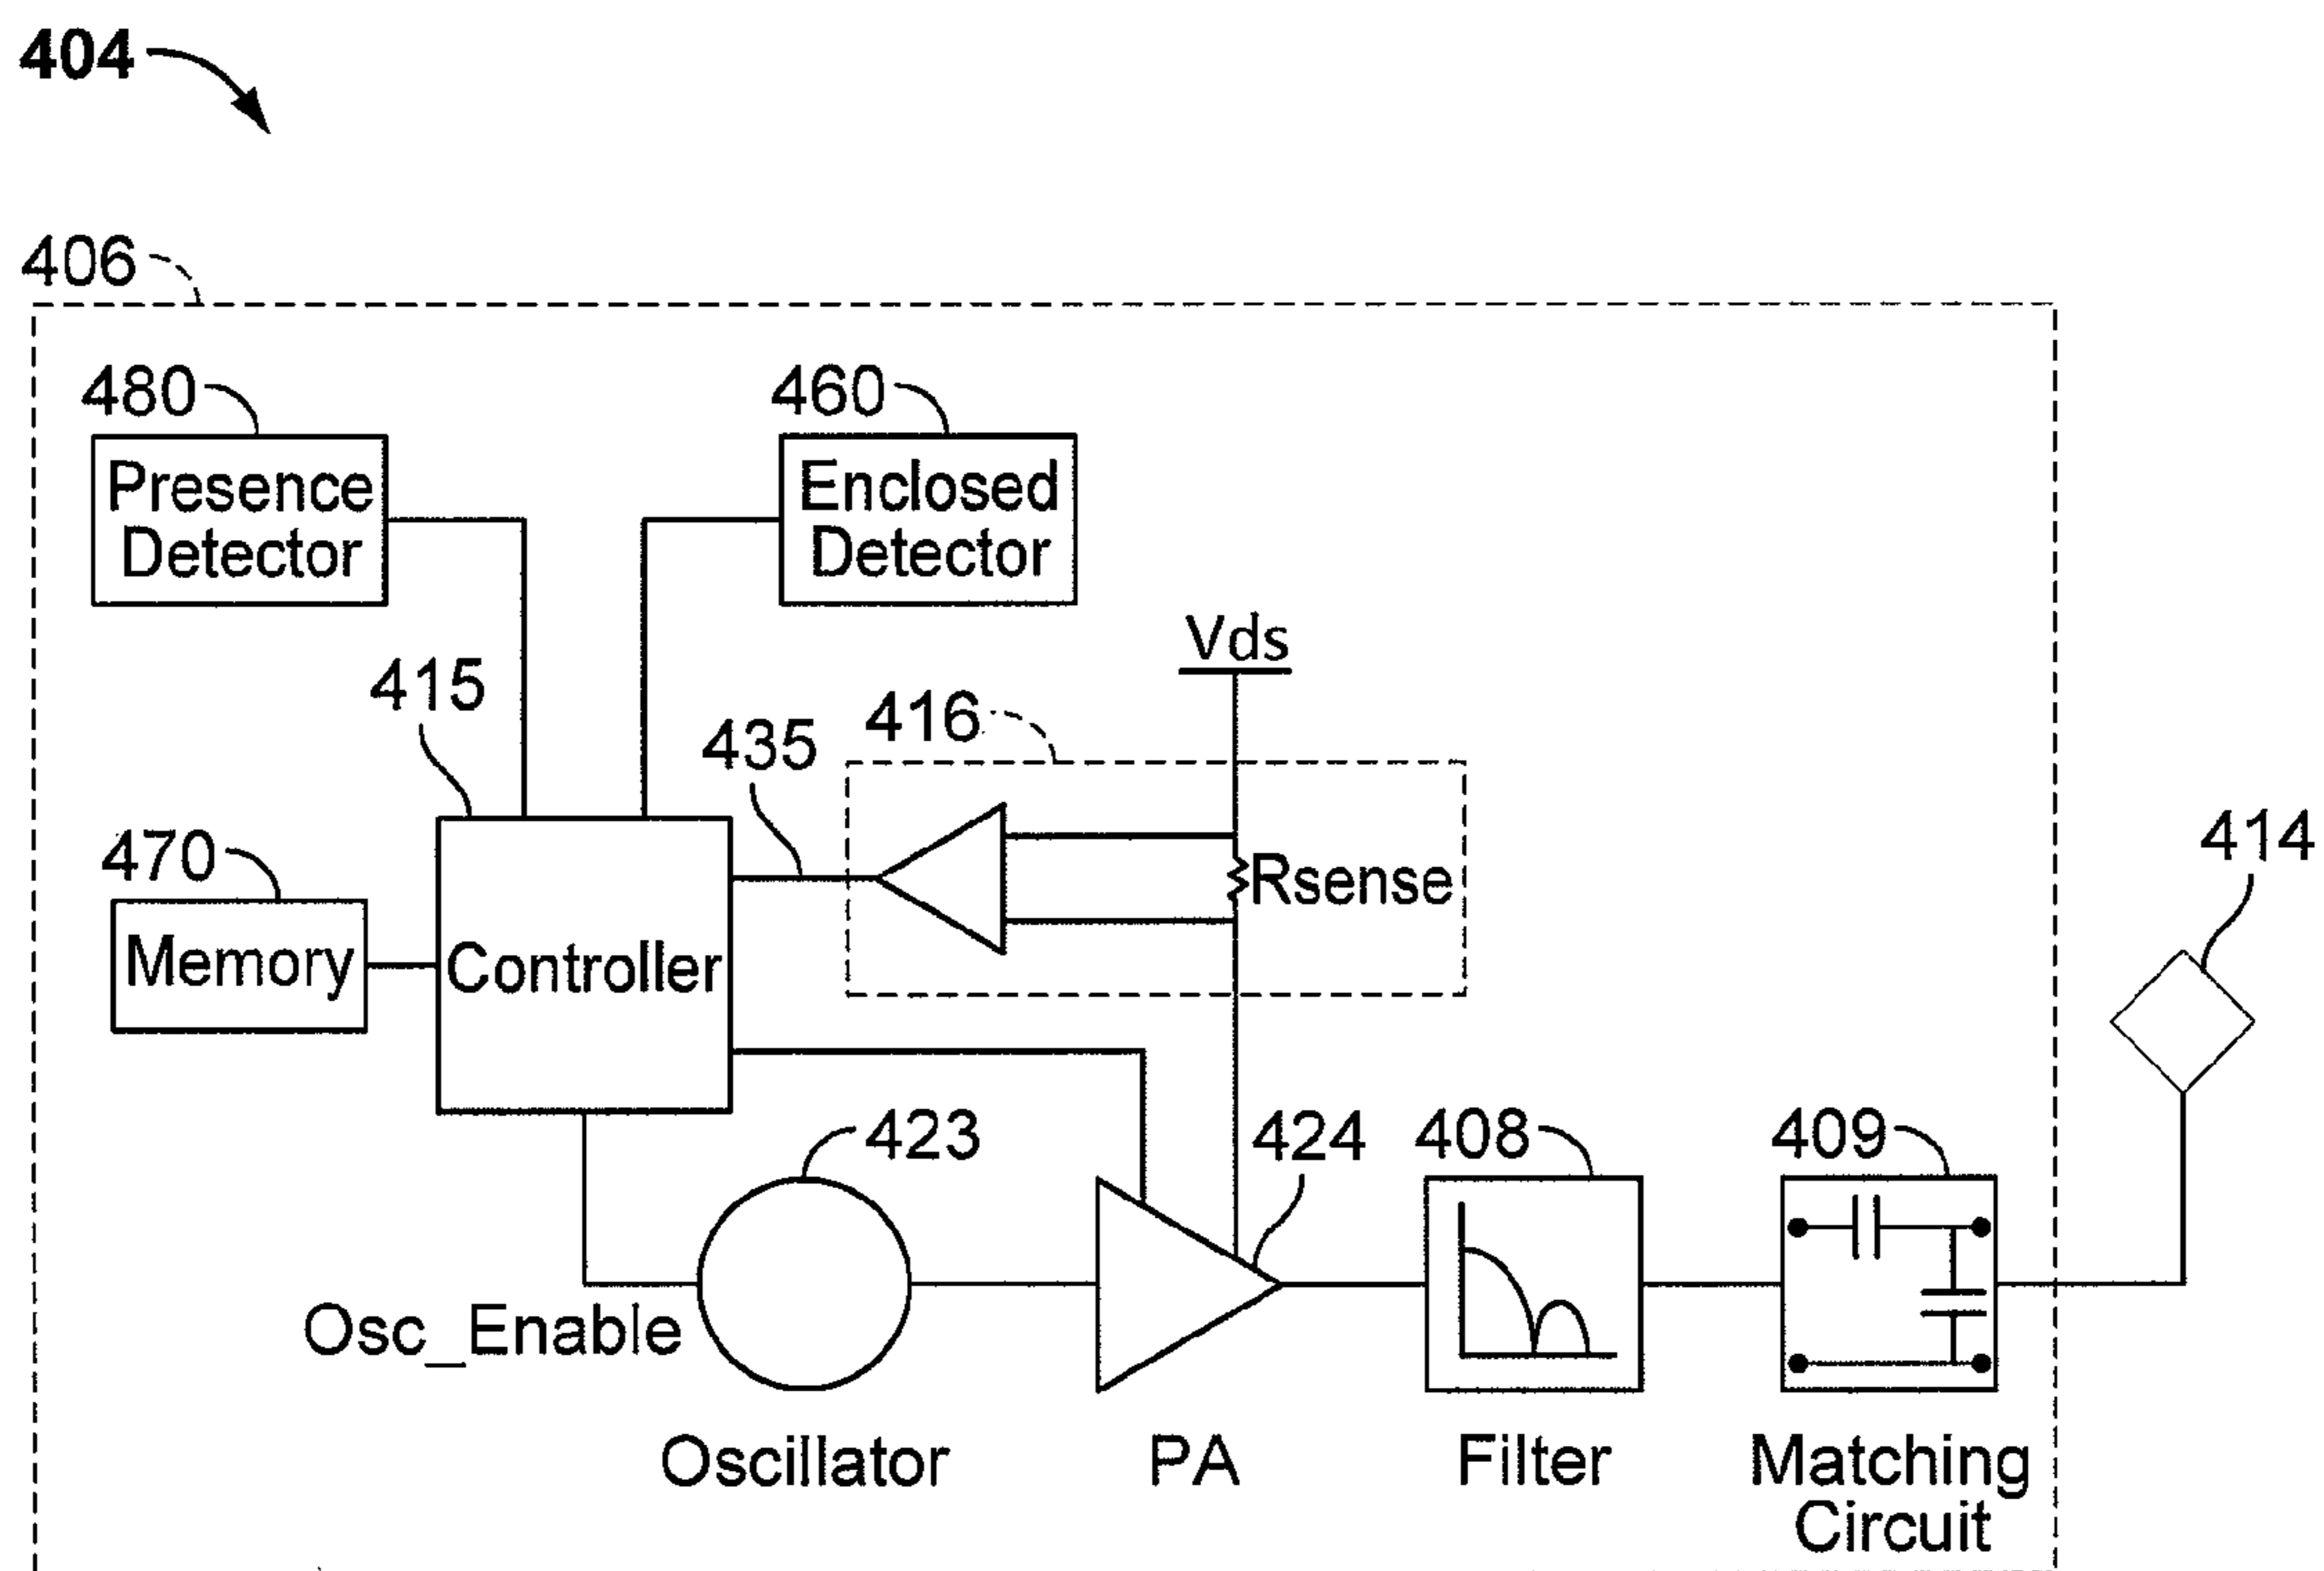 404
406
480
460
Presence
Detector
Enclosed
Detector
Vds
415
416
435
414
470
Rsense
Memory
Controller
423
424
408
409
Osc_Enable
Oscillator
PA
Filter
Matching
Circuit